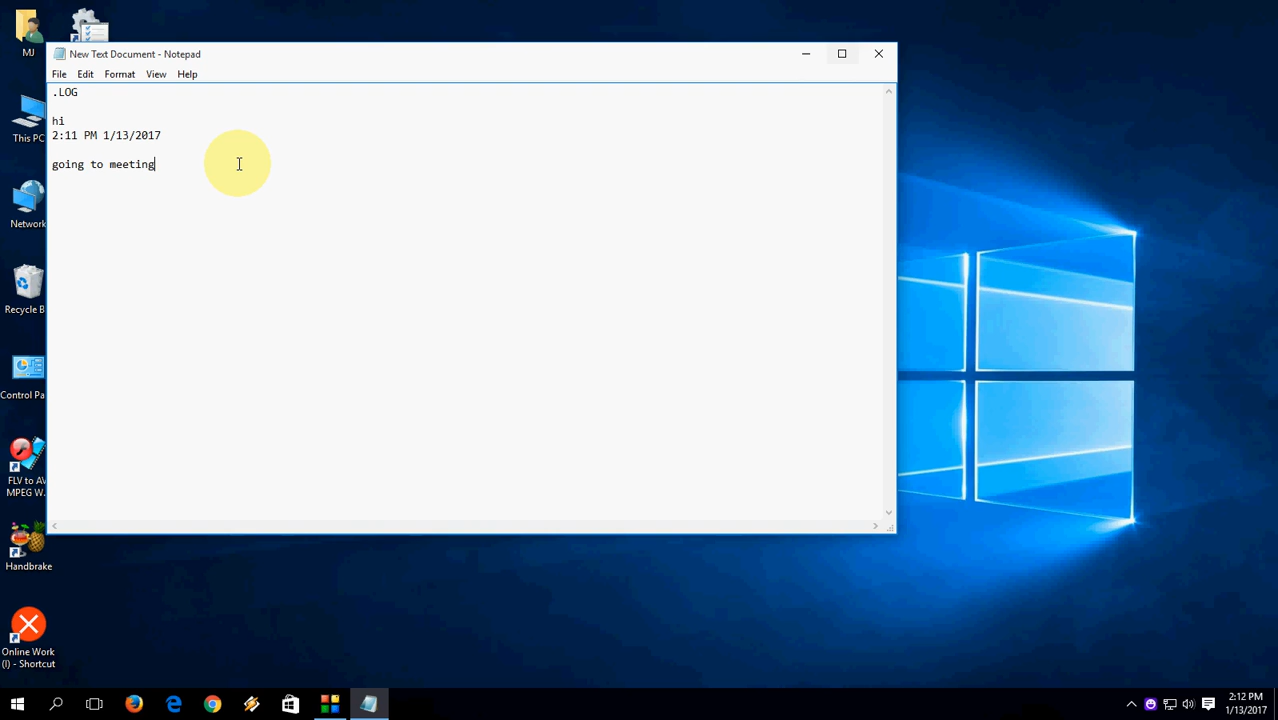 MJ
New Text Document - Notepad
File Edit Format View Help
.LOG
hi
2:11 PM 1/13/2017
going to meeting
This PC
Network
Recycle B
Control Pa
FLV to AV
MPEG W...
Handbrake
Online Work
(I) - Shortcut
2:12 PM
1/13/2017